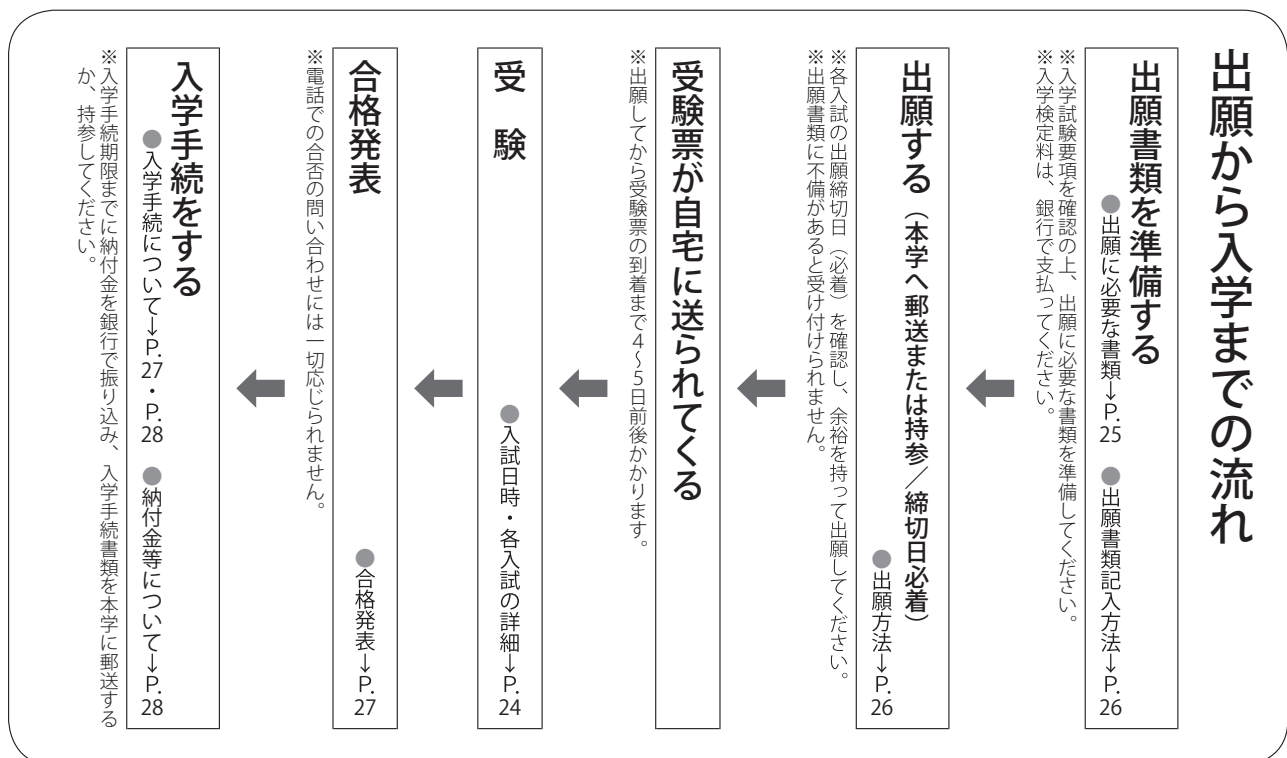 出願から入学までの流れ
出願書類を準備する
●出願に必要な書類→P.25 ●出願書類記入方法→P.26
※入学試験要項を確認の上、出願に必要な書類を準備してください。
※入学検定料は、銀行で支払ってください。
出願する（本学へ郵送または持参／締切日必着）
●出願方法→P.26
※各入試の出願締切日（必着）を確認し、余裕を持って出願してください。
※出願書類に不備があると受け付けられません。
受験票が自宅に送られてくる
※出願してから受験票の到着まで4〜5日前後かかります。
受　験
●入試日時・各入試の詳細→P.24
合格発表
●合格発表→P.27
※電話での合否の問い合わせには一切応じられません。
入学手続をする
●入学手続について→P.27・P.28 ●納付金等について→P.28
※入学手続期限までに納付金を銀行で振り込み、入学手続書類を本学に郵送する
か、持参してください。